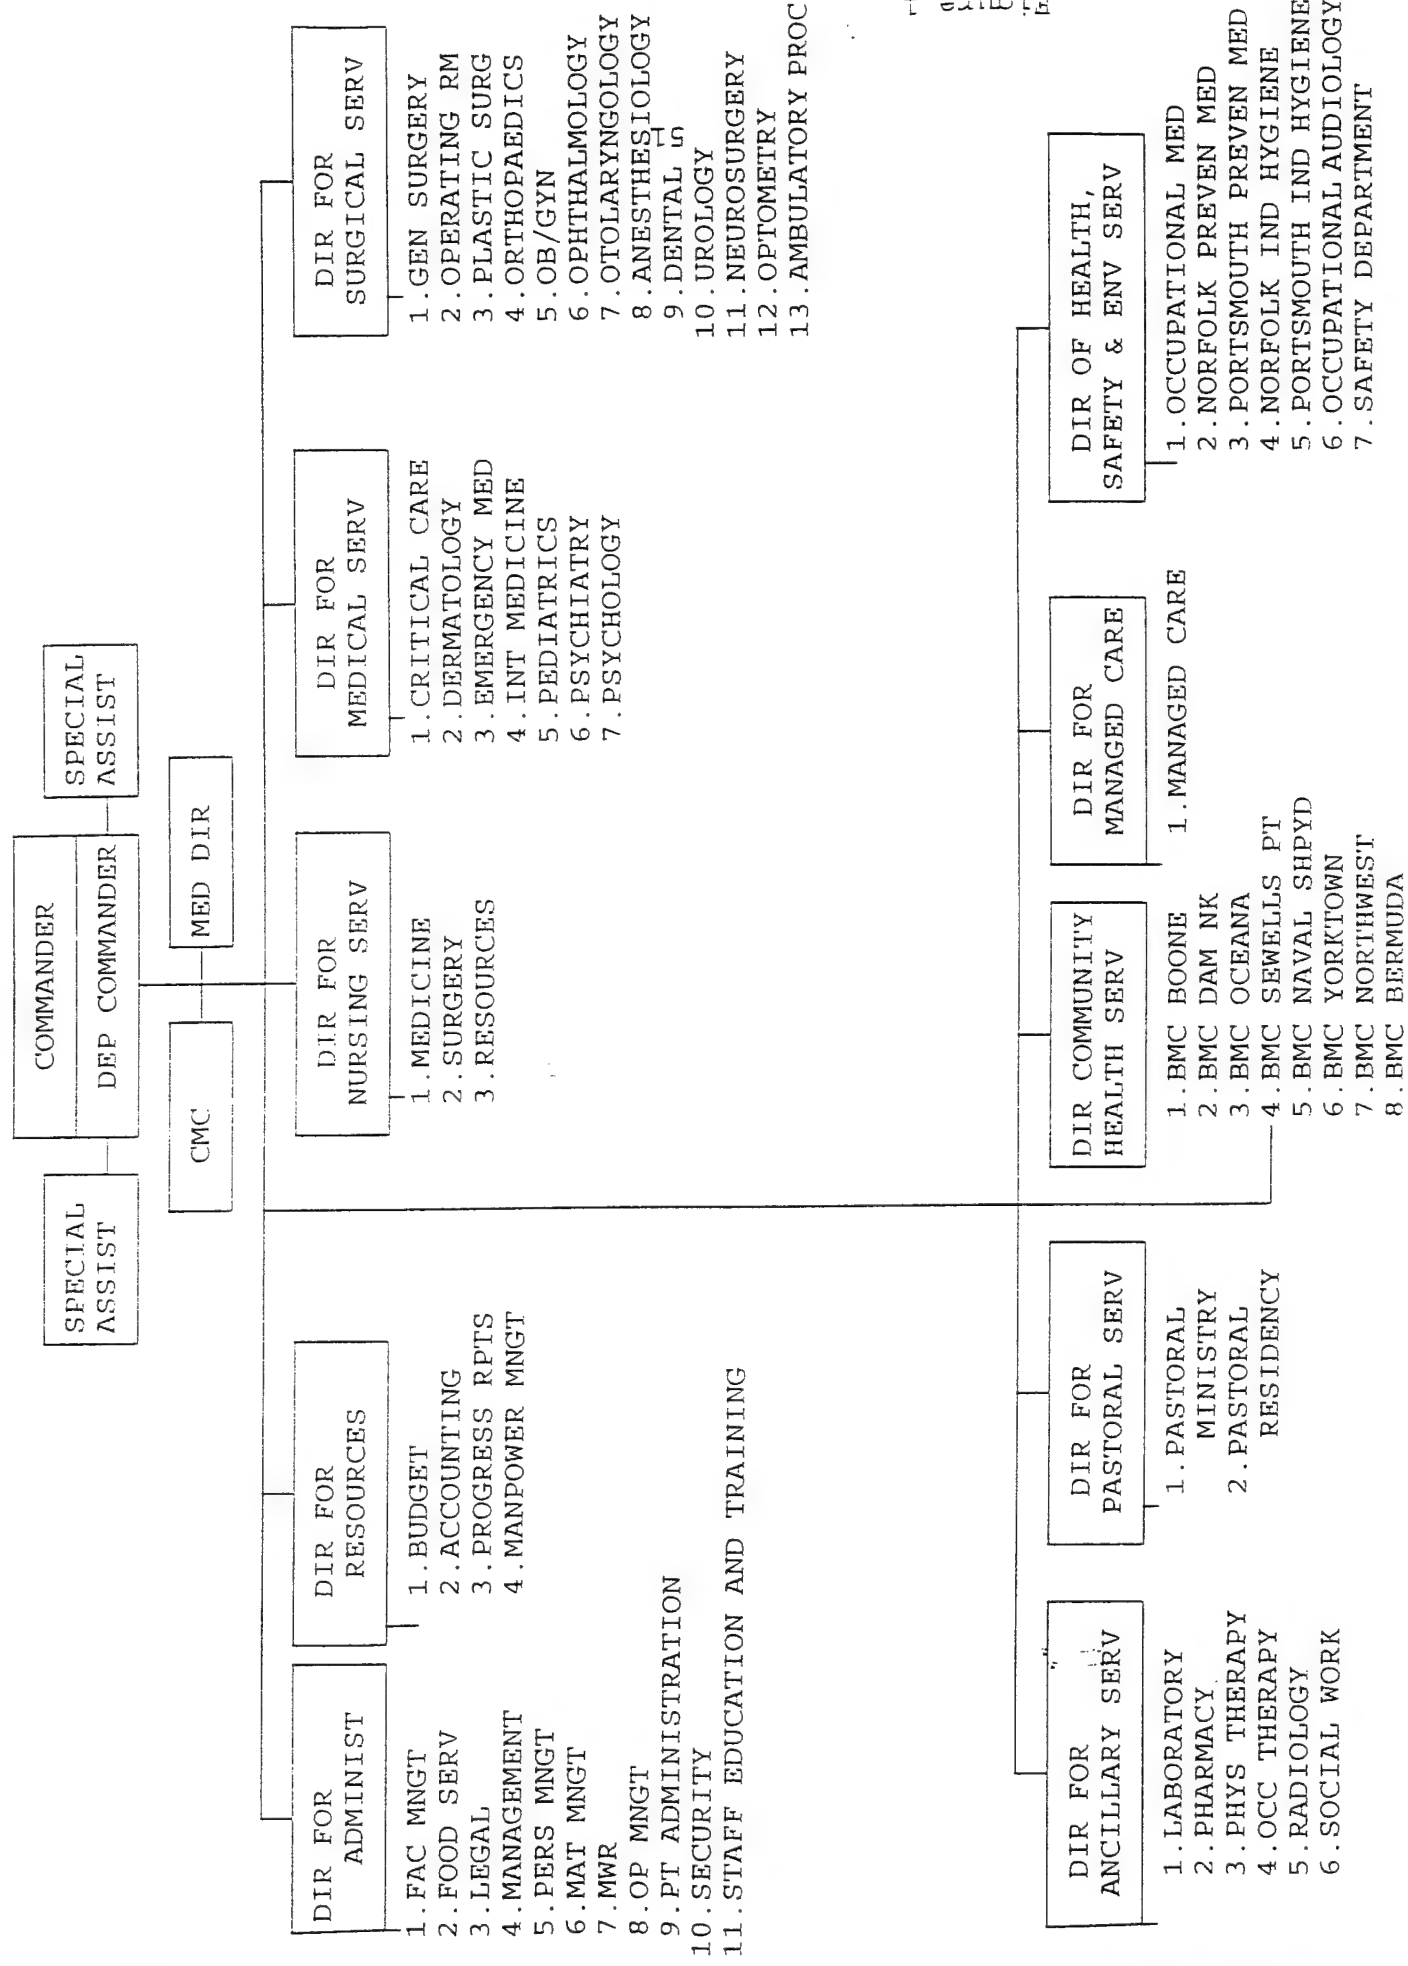 Figure 1
COMMANDER
DEP COMMANDER
SPECIAL
ASSIST
SPECIAL
ASSIST
CMC
MED DIR
DIR FOR
ADMINIST
1.FAC MNGT
2.FOOD SERV
3.LEGAL
4.MANAGEMENT
5.PERS MNGT
6.MAT MNGT
7.MWR
8.OP MNGT
9.PT ADMINISTRATION
10.SECURITY
11.STAFF EDUCATION AND TRAINING
DIR FOR
RESOURCES
1.BUDGET
2.ACCOUNTING
3.PROGRESS RPTS
4.MANPOWER MNGT
DIR FOR
NURSING SERV
1.MEDICINE
2.SURGERY
3.RESOURCES
DIR FOR
MEDICAL SERV
1.CRITICAL CARE
2.DERMATOLOGY
3.EMERGENCY MED
4.INT MEDICINE
5.PEDIATRICS
6.PSYCHIATRY
7.PSYCHOLOGY
DIR FOR
SURGICAL SERV
1.GEN SURGERY
2.OPERATING RM
3.PLASTIC SURG
4.ORTHOPAEDICS
5.OB/GYN
6.OPHTHALMOLOGY
7.OTOLARYNGOLOGY
8.ANESTHESIOLOGY
9.DENTAL
10.UROLOGY
11.NEUROSURGERY
12.OPTOMETRY
13.AMBULATORY PROC
15
DIR FOR
ANCILLARY SERV
1.LABORATORY
2.PHARMACY
3.PHYS THERAPY
4.OCC THERAPY
5.RADIOLOGY
6.SOCIAL WORK
DIR FOR
PASTORAL SERV
1.PASTORAL
MINISTRY
2.PASTORAL
RESIDENCY
DIR COMMUNITY
HEALTH SERV
1.BMC BOONE
2.BMC DAM NK
3.BMC OCEANA
4.BMC SEWELLS PT
5.BMC NAVAL SHPYD
6.BMC YORKTOWN
7.BMC NORTHWEST
8.BMC BERMUDA
DIR FOR
MANAGED CARE
1.MANAGED CARE
DIR OF HEALTH,
SAFETY & ENV SERV
1.OCCUPATIONAL MED
2.NORFOLK PREVEN MED
3.PORTSMOUTH PREVEN MED
4.NORFOLK IND HYGIENE
5.PORTSMOUTH IND HYGIENE
6.OCCUPATIONAL AUDIOLOGY
7.SAFETY DEPARTMENT